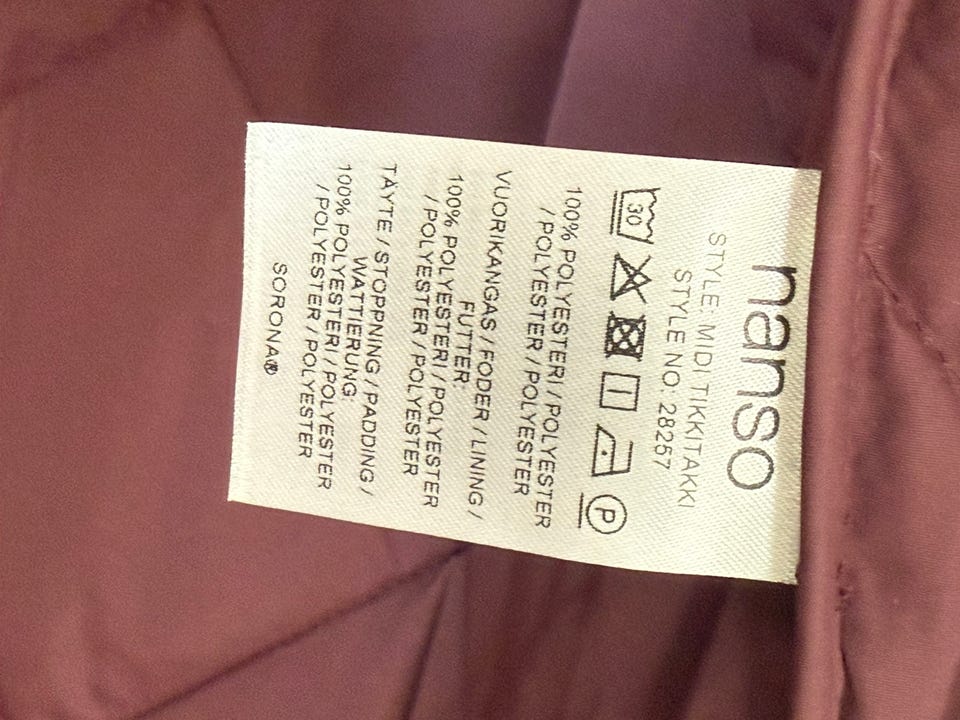 nanso
STYLE: MIDI TIKKITAKKI
STYLE NO: 28257
30 P
100% POLYESTERI / POLYESTER
/ POLYESTER / POLYESTER
VUORIKANGAS / FODER / LINING /
FUTTER:
100% POLYESTERI / POLYESTER
/ POLYESTER / POLYESTER
TÄYTE / STOPPNING / PADDING /
WATTIERUNG:
100% POLYESTERI / POLYESTER
/ POLYESTER / POLYESTER
SORONA®